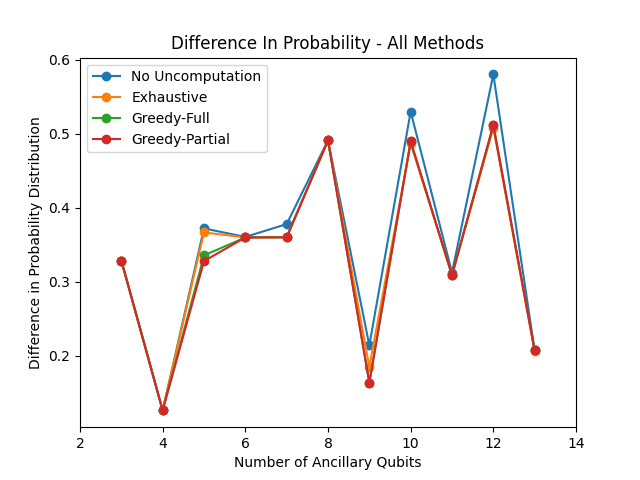 Difference In Probability - All Methods
0.6
0.5
0.4
0.3
0.2
Difference in Probability Distribution
No Uncomputation
Exhaustive
Greedy-Full
Greedy-Partial
2 4 6 8 10 12 14
Number of Ancillary Qubits